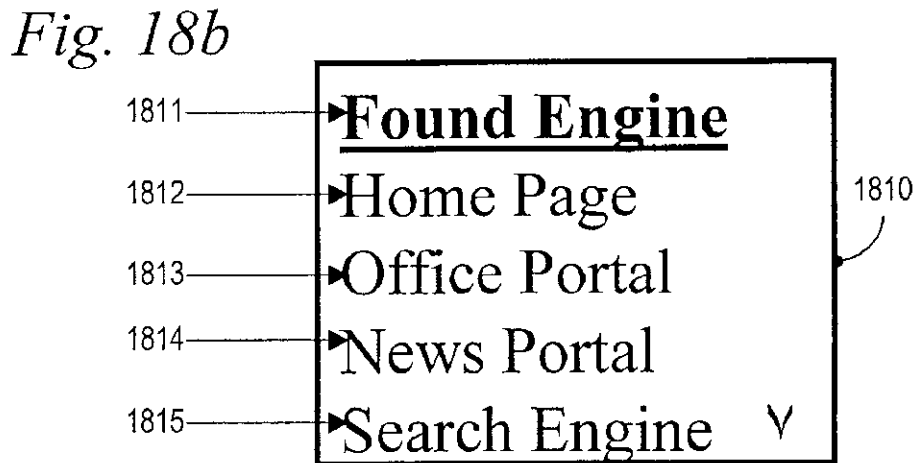 Fig. 18b
1811 Found Engine
1812 Home Page
1810
1813 Office Portal
1814 News Portal
1815 Search Engine